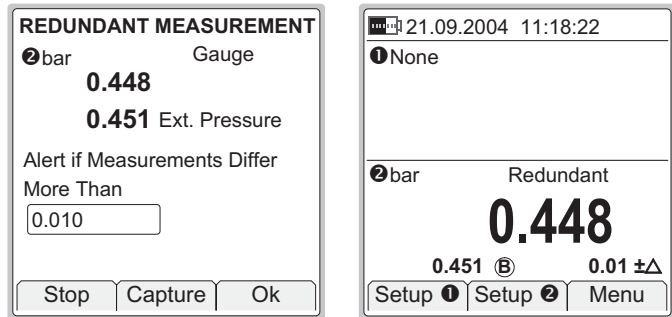 REDUNDANT MEASUREMENT
❷bar Gauge
0.448
0.451 Ext. Pressure
Alert if Measurements Differ
More Than
0.010
Stop Capture Ok
21.09.2004 11:18:22
❶None
❷bar Redundant
0.448
0.451 Ⓑ 0.01 ±△
Setup ❶ Setup ❷ Menu